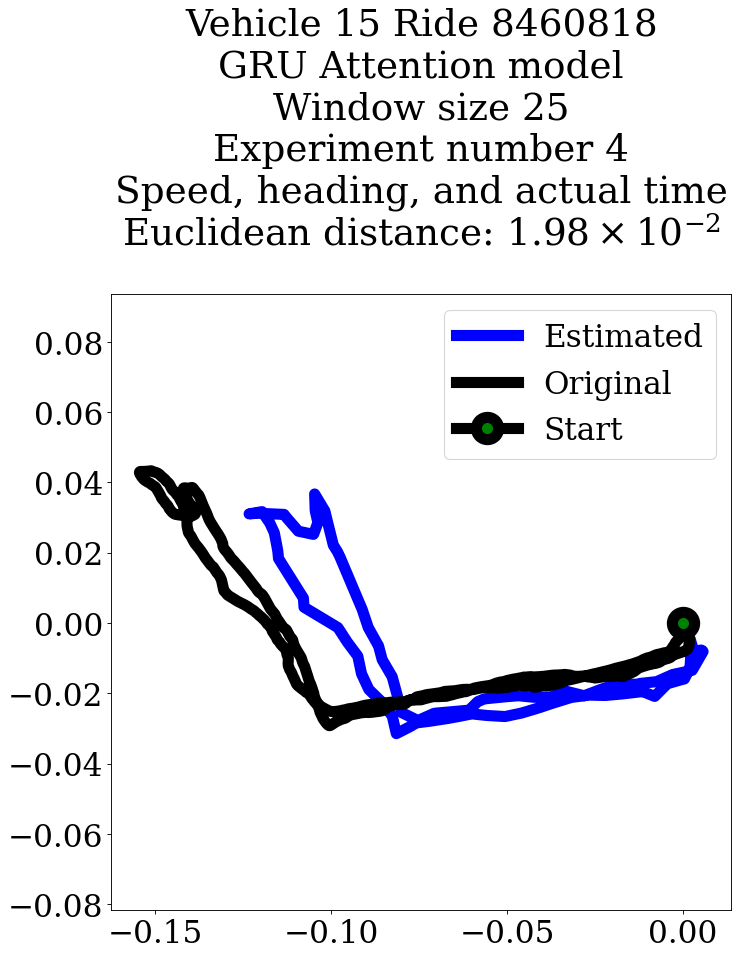 Vehicle 15 Ride 8460818
GRU Attention model
Window size 25
Experiment number 4
Speed, heading, and actual time
Euclidean distance: $1.98 \times 10^{-2}$
Estimated
Original
Start
0.08
0.06
0.04
0.02
0.00
−0.02
−0.04
−0.06
−0.08
−0.15 −0.10 −0.05 0.00